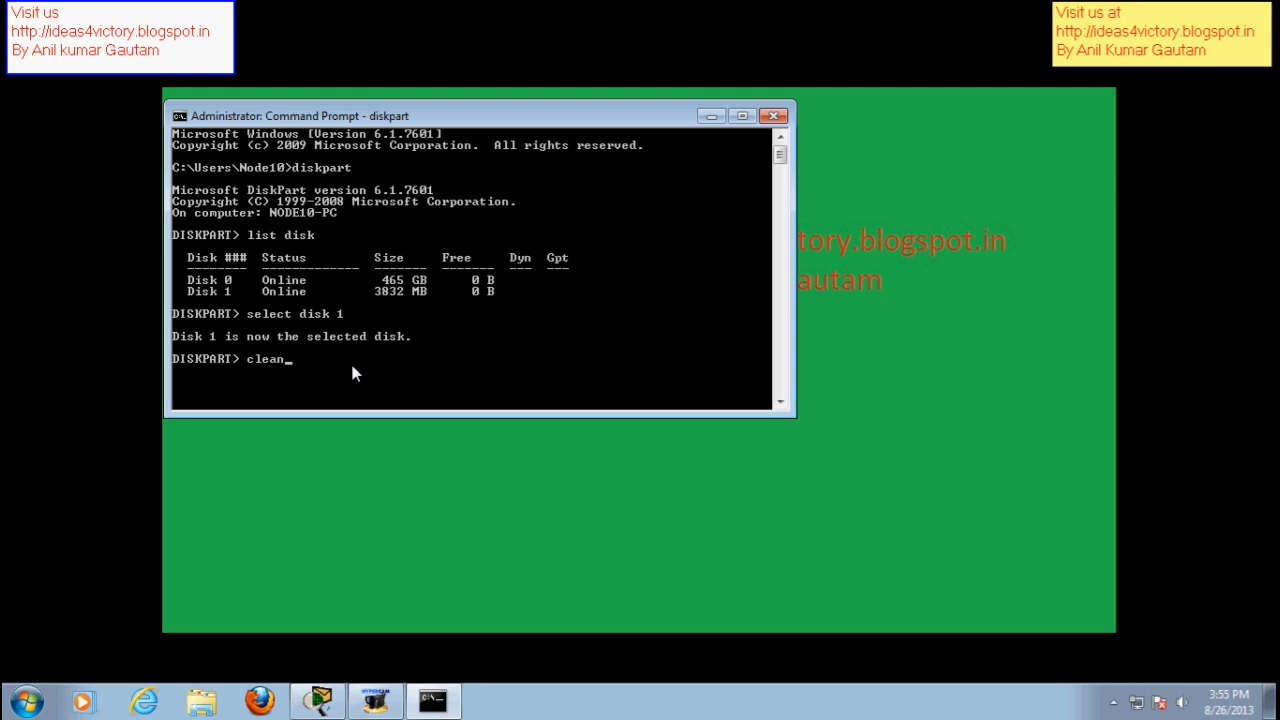 Visit us
http://ideas4victory.blogspot.in
By Anil kumar Gautam
Visit us at
http://ideas4victory.blogspot.in
By Anil Kumar Gautam
Administrator: Command Prompt - diskpart
Microsoft Windows [Version 6.1.7601]
Copyright (c) 2009 Microsoft Corporation.  All rights reserved.
C:\Users\Node10>diskpart
Microsoft DiskPart version 6.1.7601
Copyright (C) 1999-2008 Microsoft Corporation.
On computer: NODE10-PC
DISKPART> list disk
Disk ###  Status         Size     Free     Dyn  Gpt
--------  -------------  -------  -------  ---  ---
Disk 0    Online          465 GB      0 B
Disk 1    Online         3832 MB      0 B
DISKPART> select disk 1
Disk 1 is now the selected disk.
DISKPART> clean_
tory.blogspot.in
autam
HYPERCAM
C:\_
3:55 PM
8/26/2013